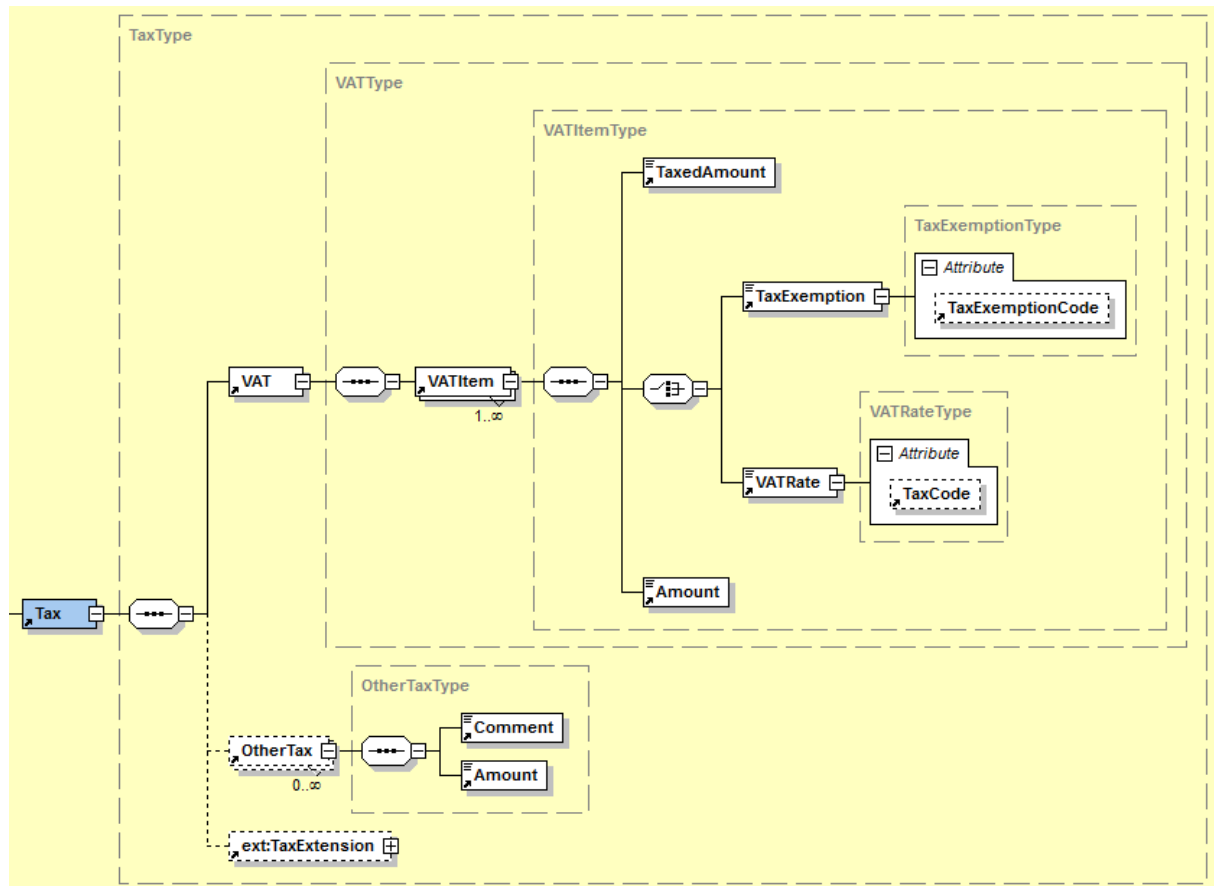 TaxType
VATType
VATItemType
TaxedAmount
TaxExemptionType
Attribute
TaxExemption
TaxExemptionCode
VAT
VATItem
1..∞
VATRateType
Attribute
VATRate
TaxCode
Amount
Tax
OtherTaxType
Comment
OtherTax
Amount
0..∞
ext:TaxExtension